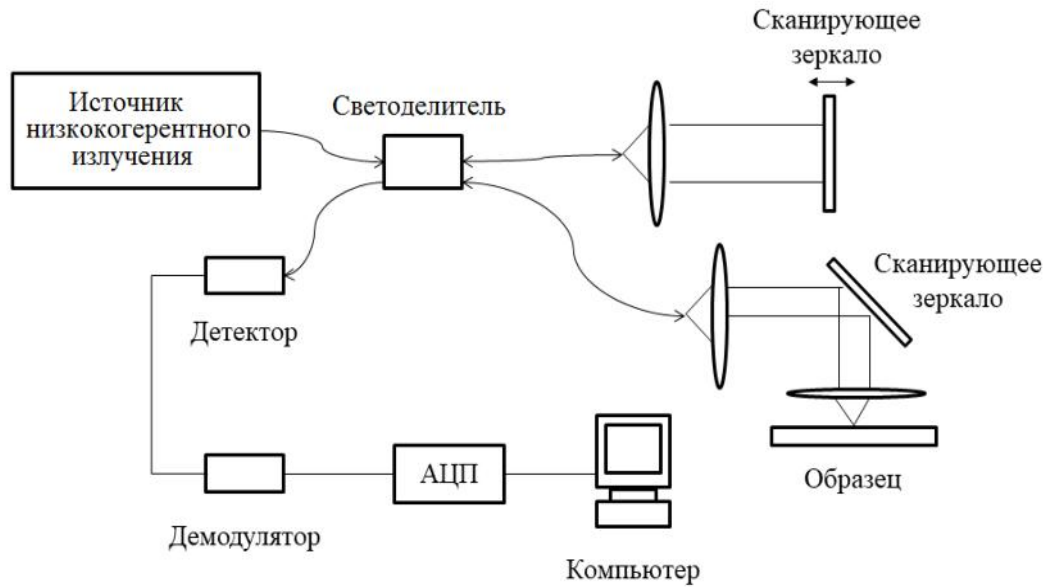 Сканирующее
зеркало
Источник
низкокогерентного
излучения
Светоделитель
Сканирующее
зеркало
Детектор
АЦП
Образец
Демодулятор
Компьютер